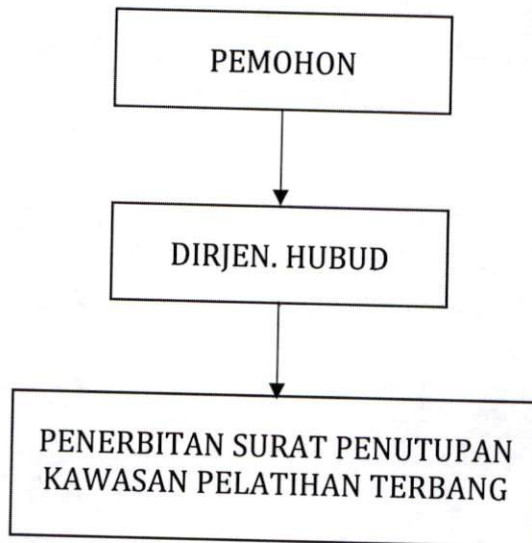 PEMOHON
DIRJEN. HUBUD
PENERBITAN SURAT PENUTUPAN
KAWASAN PELATIHAN TERBANG